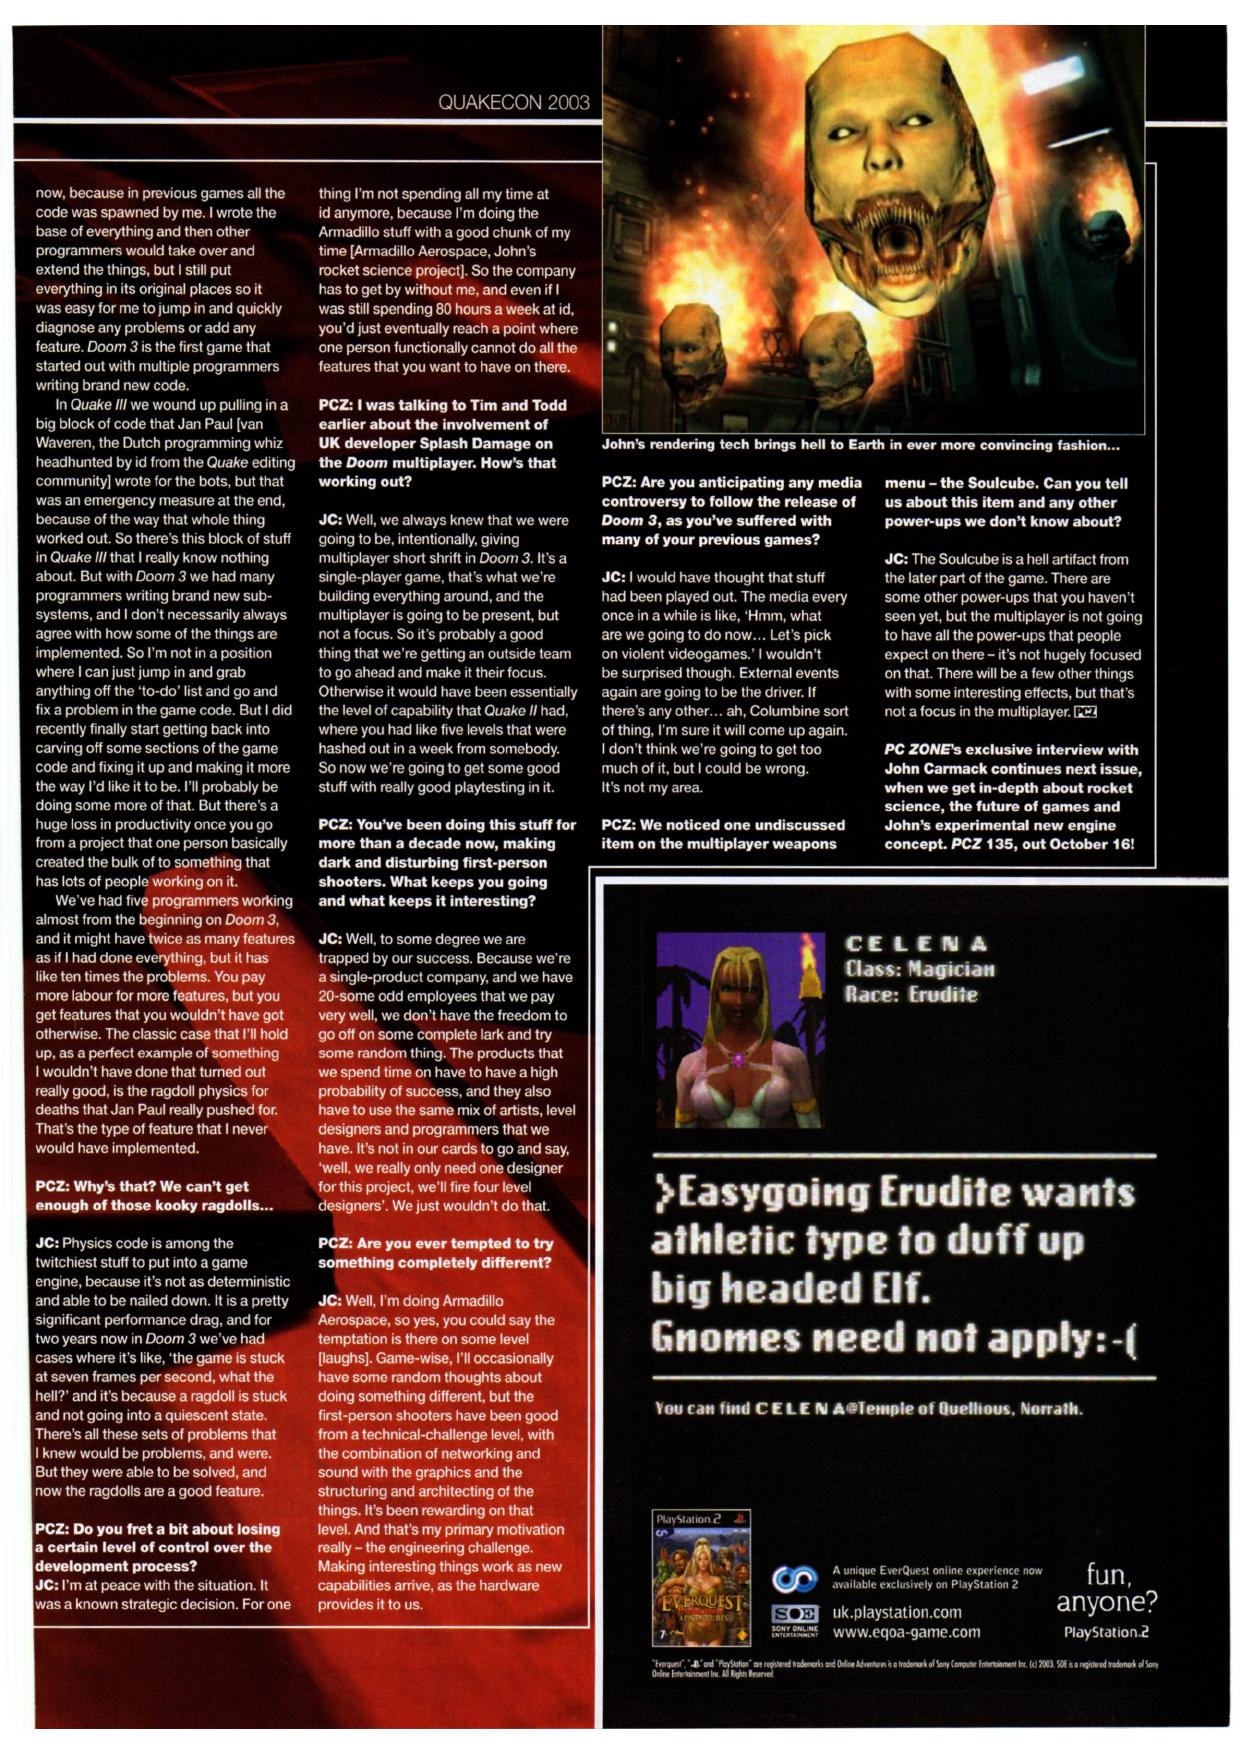 QUAKECON 2003
now, because in previous games all the
code was spawned by me. I wrote the
base of everything and then other
programmers would take over and
extend the things, but I still put
everything in its original places so it
was easy for me to jump in and quickly
diagnose any problems or add any
feature. Doom 3 is the first game that
started out with multiple programmers
writing brand new code.
In Quake III we wound up pulling in a
big block of code that Jan Paul [van
Waveren, the Dutch programming whiz
headhunted by id from the Quake editing
community] wrote for the bots, but that
was an emergency measure at the end,
because of the way that whole thing
worked out. So there's this block of stuff
in Quake III that I really know nothing
about. But with Doom 3 we had many
programmers writing brand new sub-
systems, and I don't necessarily always
agree with how some of the things are
implemented. So I'm not in a position
where I can just jump in and grab
anything off the 'to-do' list and go and
fix a problem in the game code. But I did
recently finally start getting back into
carving off some sections of the game
code and fixing it up and making it more
the way I'd like it to be. I'll probably be
doing some more of that. But there's a
huge loss in productivity once you go
from a project that one person basically
created the bulk of to something that
has lots of people working on it.
We've had five programmers working
almost from the beginning on Doom 3,
and it might have twice as many features
as if I had done everything, but it has
like ten times the problems. You pay
more labour for more features, but you
get features that you wouldn't have got
otherwise. The classic case that I'll hold
up, as a perfect example of something
I wouldn't have done that turned out
really good, is the ragdoll physics for
deaths that Jan Paul really pushed for.
That's the type of feature that I never
would have implemented.
PCZ: Why's that? We can't get
enough of those kooky ragdolls...
JC: Physics code is among the
twitchiest stuff to put into a game
engine, because it's not as deterministic
and able to be nailed down. It is a pretty
significant performance drag, and for
two years now in Doom 3 we've had
cases where it's like, 'the game is stuck
at seven frames per second, what the
hell?' and it's because a ragdoll is stuck
and not going into a quiescent state.
There's all these sets of problems that
I knew would be problems, and were.
But they were able to be solved, and
now the ragdolls are a good feature.
PCZ: Do you fret a bit about losing
a certain level of control over the
development process?
JC: I'm at peace with the situation. It
was a known strategic decision. For one
thing I'm not spending all my time at
id anymore, because I'm doing the
Armadillo stuff with a good chunk of my
time [Armadillo Aerospace, John's
rocket science project]. So the company
has to get by without me, and even if I
was still spending 80 hours a week at id,
you'd just eventually reach a point where
one person functionally cannot do all the
features that you want to have on there.
PCZ: I was talking to Tim and Todd
earlier about the involvement of
UK developer Splash Damage on
the Doom multiplayer. How's that
working out?
JC: Well, we always knew that we were
going to be, intentionally, giving
multiplayer short shrift in Doom 3. It's a
single-player game, that's what we're
building everything around, and the
multiplayer is going to be present, but
not a focus. So it's probably a good
thing that we're getting an outside team
to go ahead and make it their focus.
Otherwise it would have been essentially
the level of capability that Quake II had,
where you had like five levels that were
hashed out in a week from somebody.
So now we're going to get some good
stuff with really good playtesting in it.
PCZ: You've been doing this stuff for
more than a decade now, making
dark and disturbing first-person
shooters. What keeps you going
and what keeps it interesting?
JC: Well, to some degree we are
trapped by our success. Because we're
a single-product company, and we have
20-some odd employees that we pay
very well, we don't have the freedom to
go off on some complete lark and try
some random thing. The products that
we spend time on have to have a high
probability of success, and they also
have to use the same mix of artists, level
designers and programmers that we
have. It's not in our cards to go and say,
'well, we really only need one designer
for this project, we'll fire four level
designers'. We just wouldn't do that.
PCZ: Are you ever tempted to try
something completely different?
JC: Well, I'm doing Armadillo
Aerospace, so yes, you could say the
temptation is there on some level
[laughs]. Game-wise, I'll occasionally
have some random thoughts about
doing something different, but the
first-person shooters have been good
from a technical-challenge level, with
the combination of networking and
sound with the graphics and the
structuring and architecting of the
things. It's been rewarding on that
level. And that's my primary motivation
really – the engineering challenge.
Making interesting things work as new
capabilities arrive, as the hardware
provides it to us.
John's rendering tech brings hell to Earth in ever more convincing fashion...
PCZ: Are you anticipating any media
controversy to follow the release of
Doom 3, as you've suffered with
many of your previous games?
JC: I would have thought that stuff
had been played out. The media every
once in a while is like, 'Hmm, what
are we going to do now... Let's pick
on violent videogames.' I wouldn't
be surprised though. External events
again are going to be the driver. If
there's any other... ah, Columbine sort
of thing, I'm sure it will come up again.
I don't think we're going to get too
much of it, but I could be wrong.
It's not my area.
PCZ: We noticed one undiscussed
item on the multiplayer weapons
menu – the Soulcube. Can you tell
us about this item and any other
power-ups we don't know about?
JC: The Soulcube is a hell artifact from
the later part of the game. There are
some other power-ups that you haven't
seen yet, but the multiplayer is not going
to have all the power-ups that people
expect on there – it's not hugely focused
on that. There will be a few other things
with some interesting effects, but that's
not a focus in the multiplayer. PCZ
PC ZONE's exclusive interview with
John Carmack continues next issue,
when we get in-depth about rocket
science, the future of games and
John's experimental new engine
concept. PCZ 135, out October 16!
CELENA
Class: Magician
Race: Erudite
}Easygoing Erudite wants
athletic type to duff up
big headed Elf.
Gnomes need not apply:-(
You can find CELENA@Temple of Quellious, Norrath.
PlayStation.2
EVERQUEST
ADVENTURES
7+
SOE
SONY ONLINE
ENTERTAINMENT
A unique EverQuest online experience now
available exclusively on PlayStation 2
uk.playstation.com
www.eqoa-game.com
fun,
anyone?
PlayStation.2
"Everquest", " " and "PlayStation" are registered trademarks and Online Adventures is a trademark of Sony Computer Entertainment Inc. (c) 2003. SOE is a registered trademark of Sony
Online Entertainment Inc. All Rights Reserved.